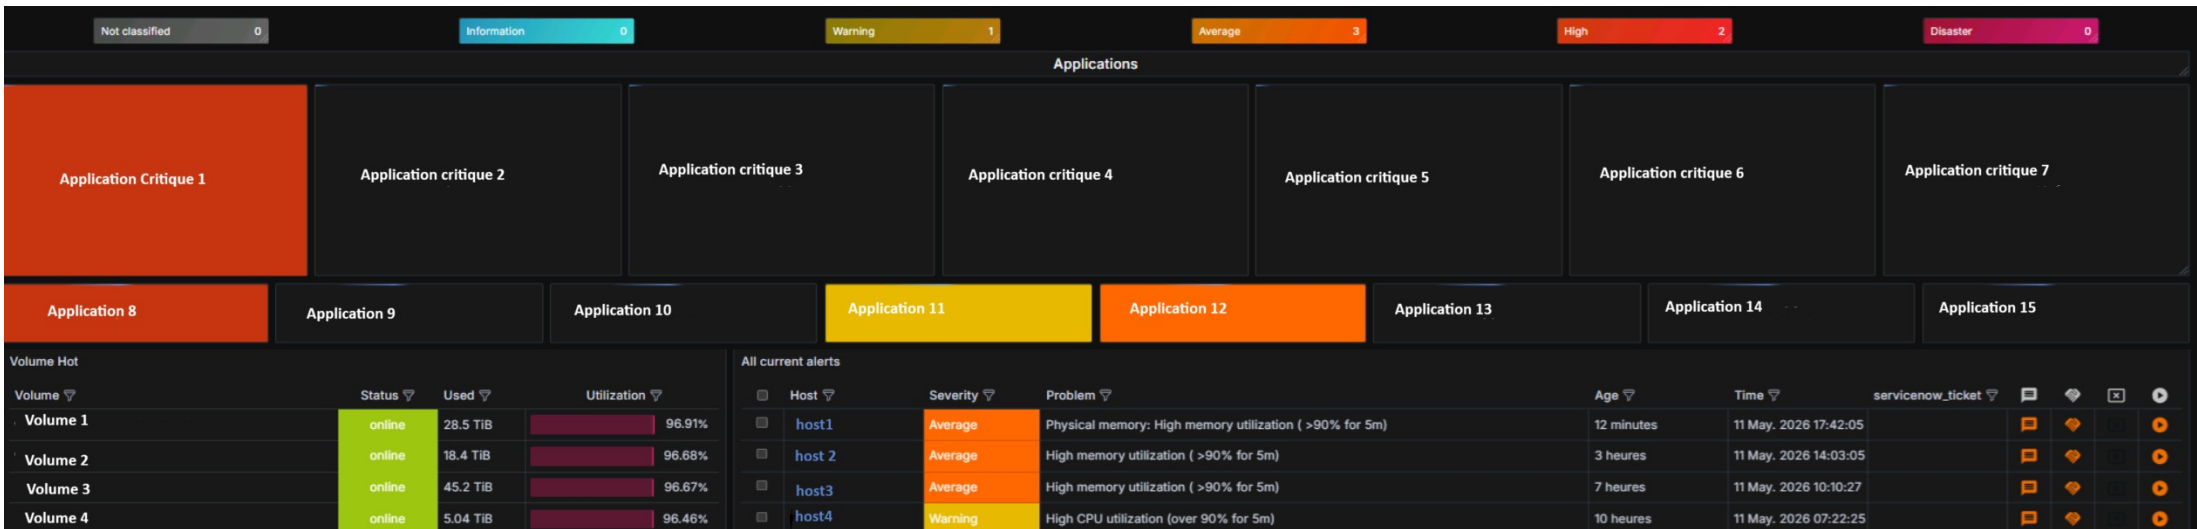 Not classified 0 Information 0 Warning 1 Average 3 High 2 Disaster 0
Applications
Application Critique 1
Application critique 2
Application critique 3
Application critique 4
Application critique 5
Application critique 6
Application critique 7
Application 8
Application 9
Application 10
Application 11
Application 12
Application 13
Application 14
Application 15
Volume Hot
Volume Status Used Utilization
Volume 1 online 28.5 TiB 96.91%
Volume 2 online 18.4 TiB 96.68%
Volume 3 online 45.2 TiB 96.67%
Volume 4 online 5.04 TiB 96.46%
All current alerts
Host Severity Problem Age Time servicenow_ticket
host1 Average Physical memory: High memory utilization ( >90% for 5m) 12 minutes 11 May. 2026 17:42:05
host 2 Average High memory utilization ( >90% for 5m) 3 heures 11 May. 2026 14:03:05
host3 Average High memory utilization ( >90% for 5m) 7 heures 11 May. 2026 10:10:27
host4 Warning High CPU utilization (over 90% for 5m) 10 heures 11 May. 2026 07:22:25